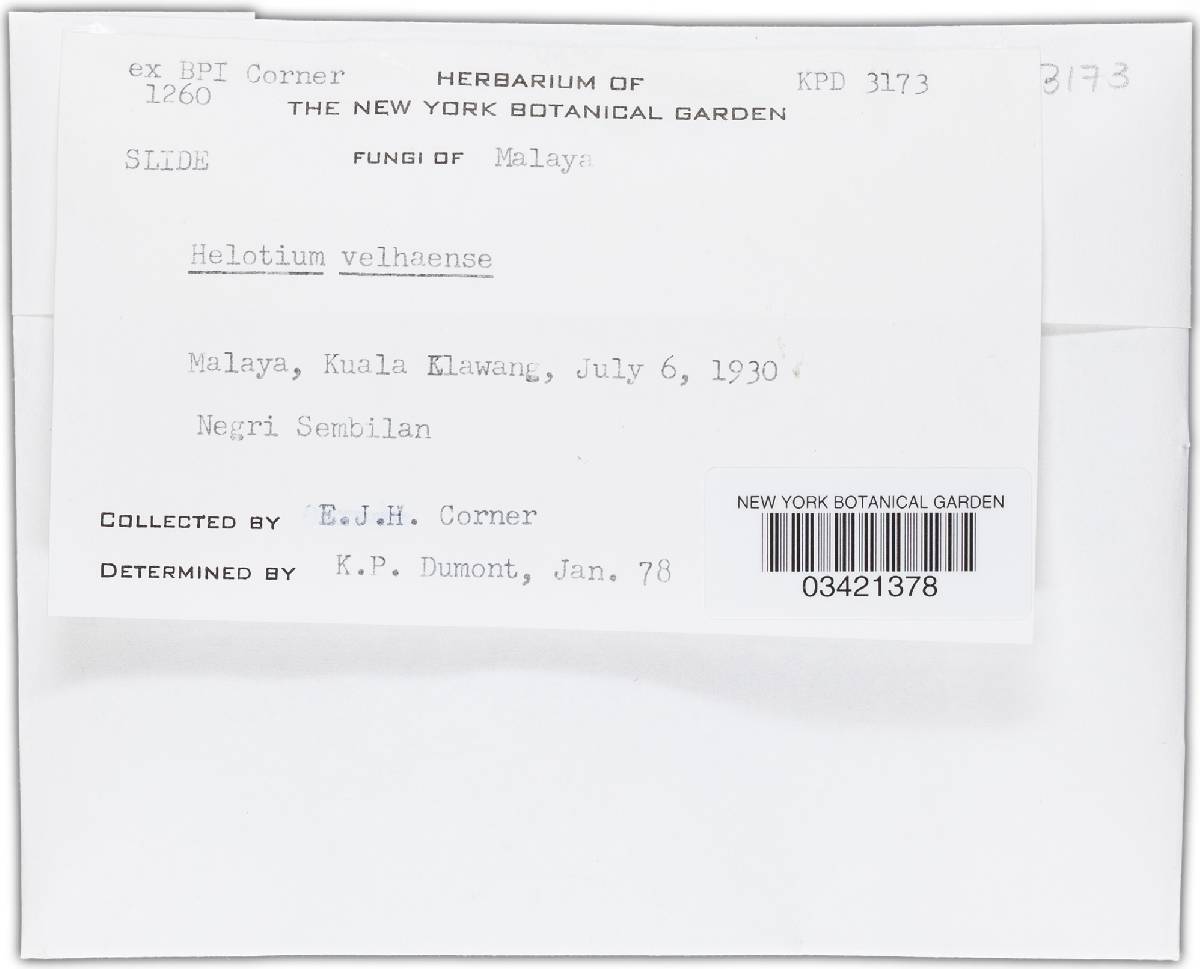 ex BPI Corner HERBARIUM OF KPD 3173 3173
1260 THE NEW YORK BOTANICAL GARDEN
SLIDE FUNGI OF Malaya
Helotium velhaense
Malaya, Kuala Klawang, July 6, 1930
Negri Sembilan
COLLECTED BY E.J.H. Corner
DETERMINED BY K.P. Dumont, Jan. 78
NEW YORK BOTANICAL GARDEN
03421378